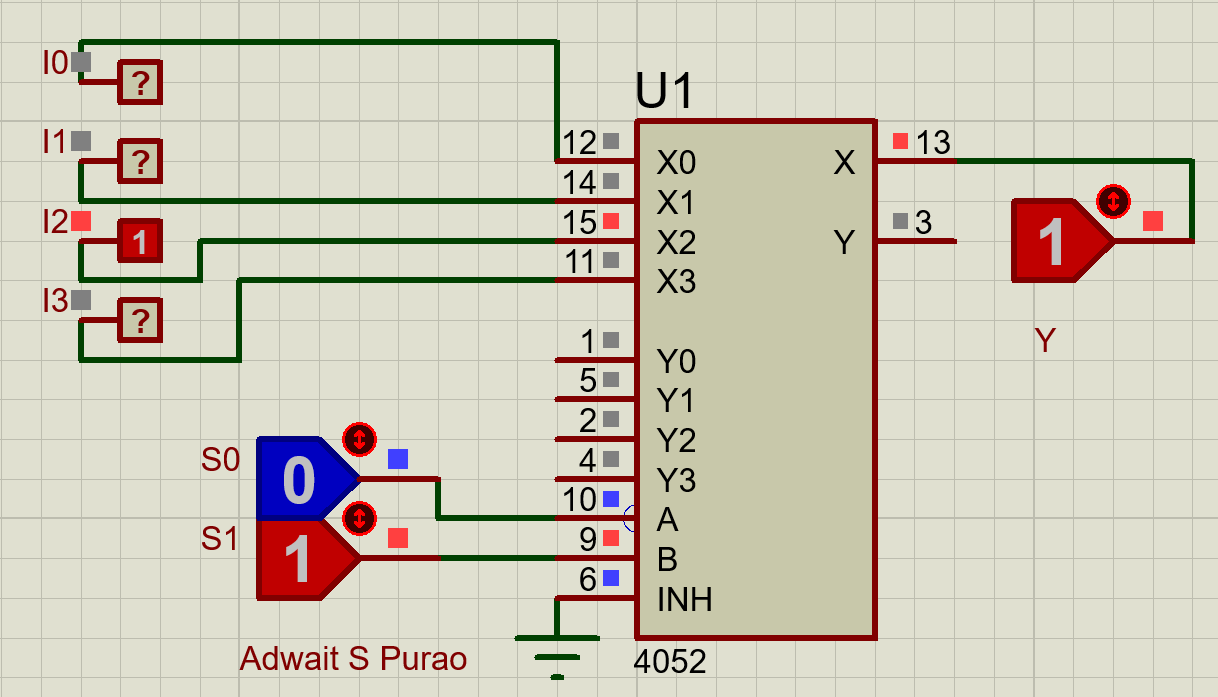 I0
?
U1
I1
?
12
X0
X
13
14
X1
I2
1
15
X2
Y
3
1
11
X3
I3
?
Y
1
Y0
5
Y1
2
Y2
S0
0
4
Y3
10
A
S1
1
9
B
6
INH
Adwait S Purao
4052